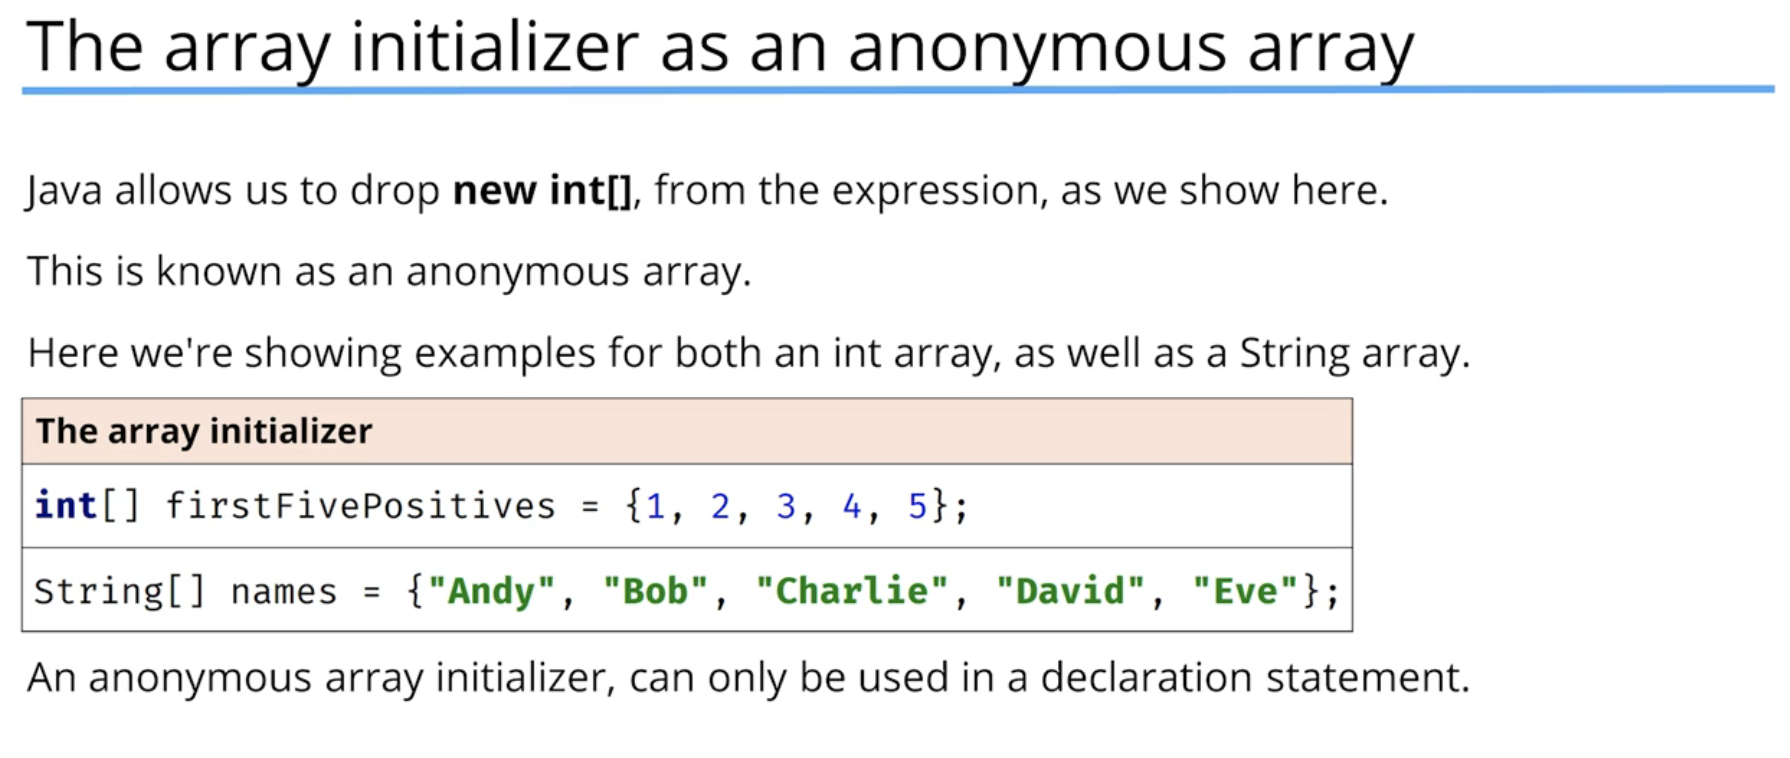 The array initializer as an anonymous array
Java allows us to drop new int[], from the expression, as we show here.
This is known as an anonymous array.
Here we're showing examples for both an int array, as well as a String array.
The array initializer
int[] firstFivePositives = {1, 2, 3, 4, 5};
String[] names = {"Andy", "Bob", "Charlie", "David", "Eve"};
An anonymous array initializer, can only be used in a declaration statement.